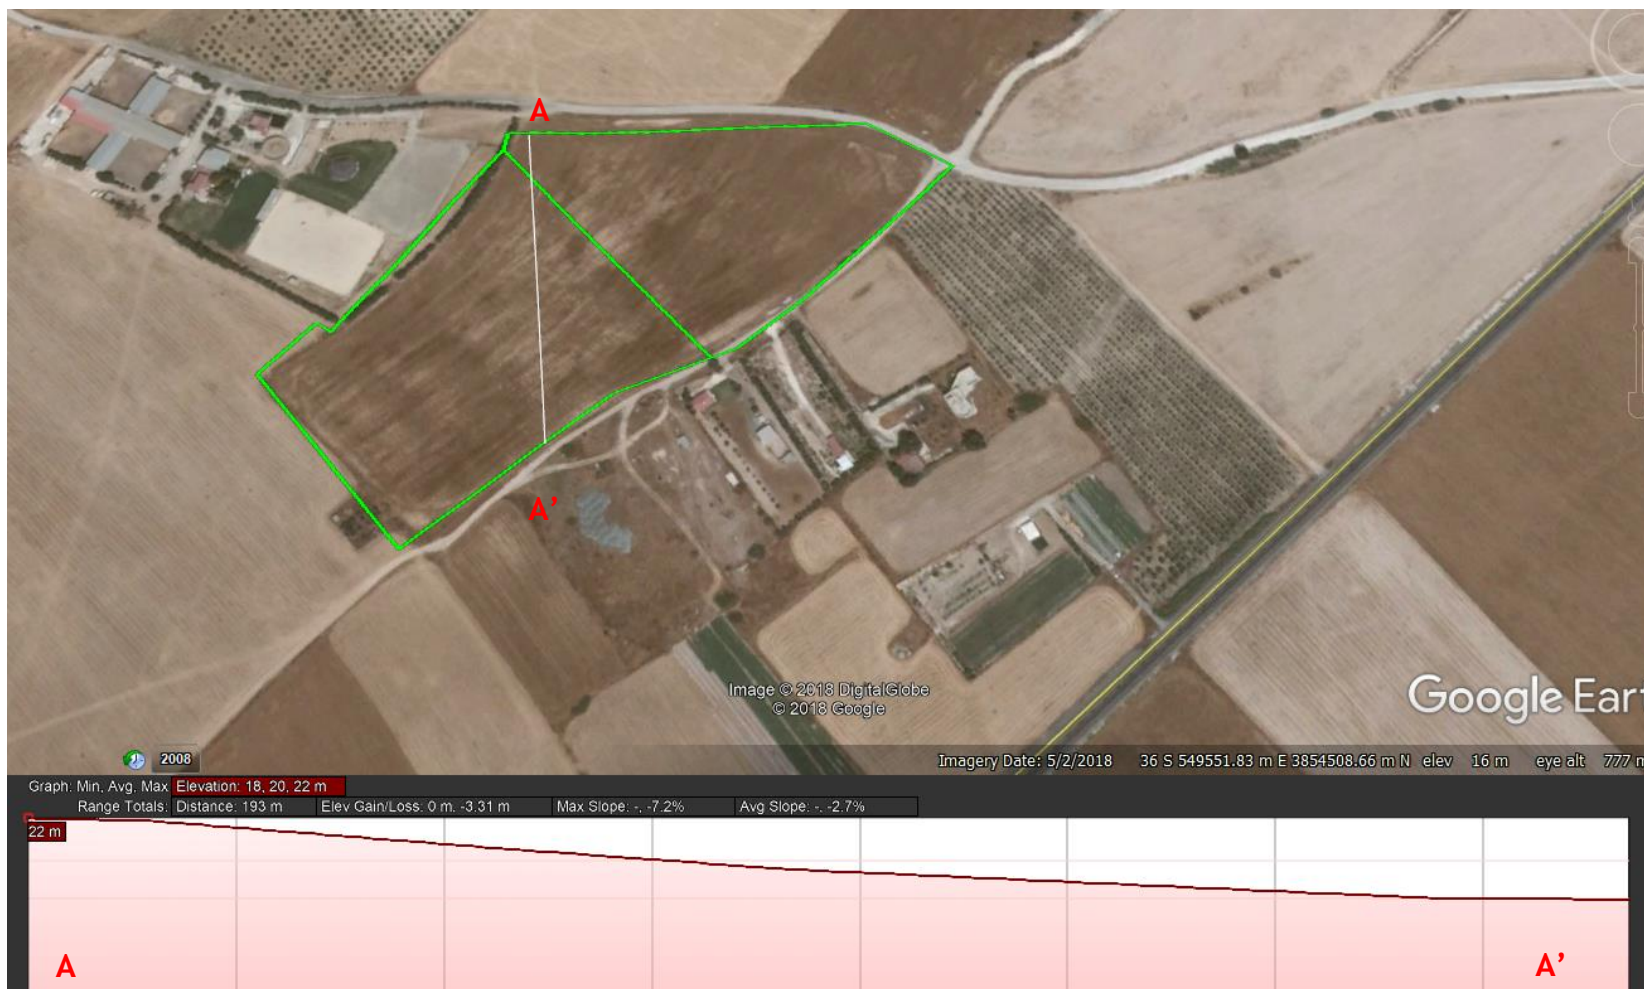 A
A'
Image © 2018 DigitalGlobe
© 2018 Google
Google Ear
2008
Imagery Date: 5/2/2018 36 S 549551.83 m E 3854508.66 m N elev 16 m eye alt 777 m
Graph: Min, Avg, Max Elevation: 18, 20, 22 m
Range Totals: Distance: 193 m Elev Gain/Loss: 0 m, -3.31 m Max Slope: -, -7.2% Avg Slope: -, -2.7%
22 m
A A'